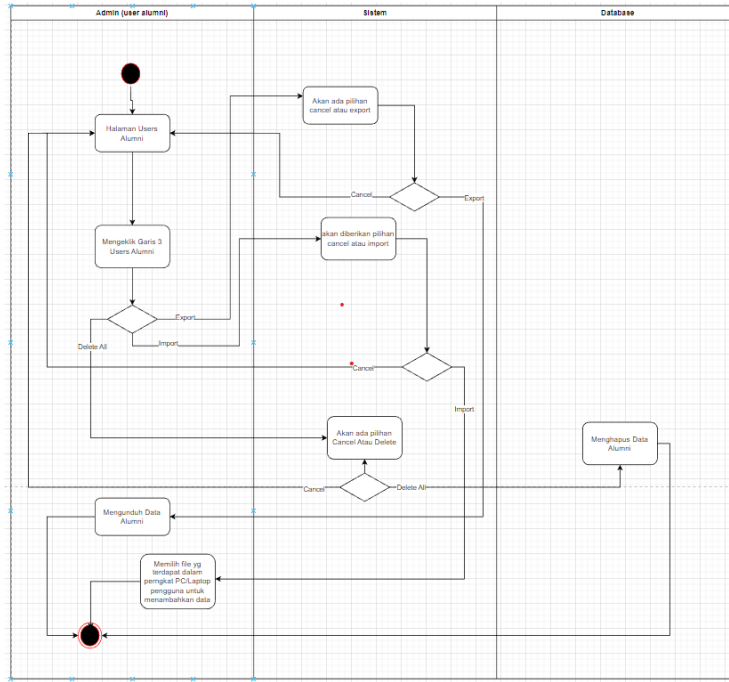 Admin (user alumni)
Sistem
Database
Akan ada pilihan
cancel atau export
Halaman Users
Alumni
Cancel
Export
akan diberikan pilihan
cancel atau import
Mengeklik Garis 3
Users Alumni
Export
Import
Delete All
Cancel
Import
Akan ada pilihan
Cancel Atau Delete
Menghapus Data
Alumni
Cancel
Delete All
Mengunduh Data
Alumni
Memilih file yg
terdapat dalam
perngkat PC/Laptop
pengguna untuk
menambahkan data